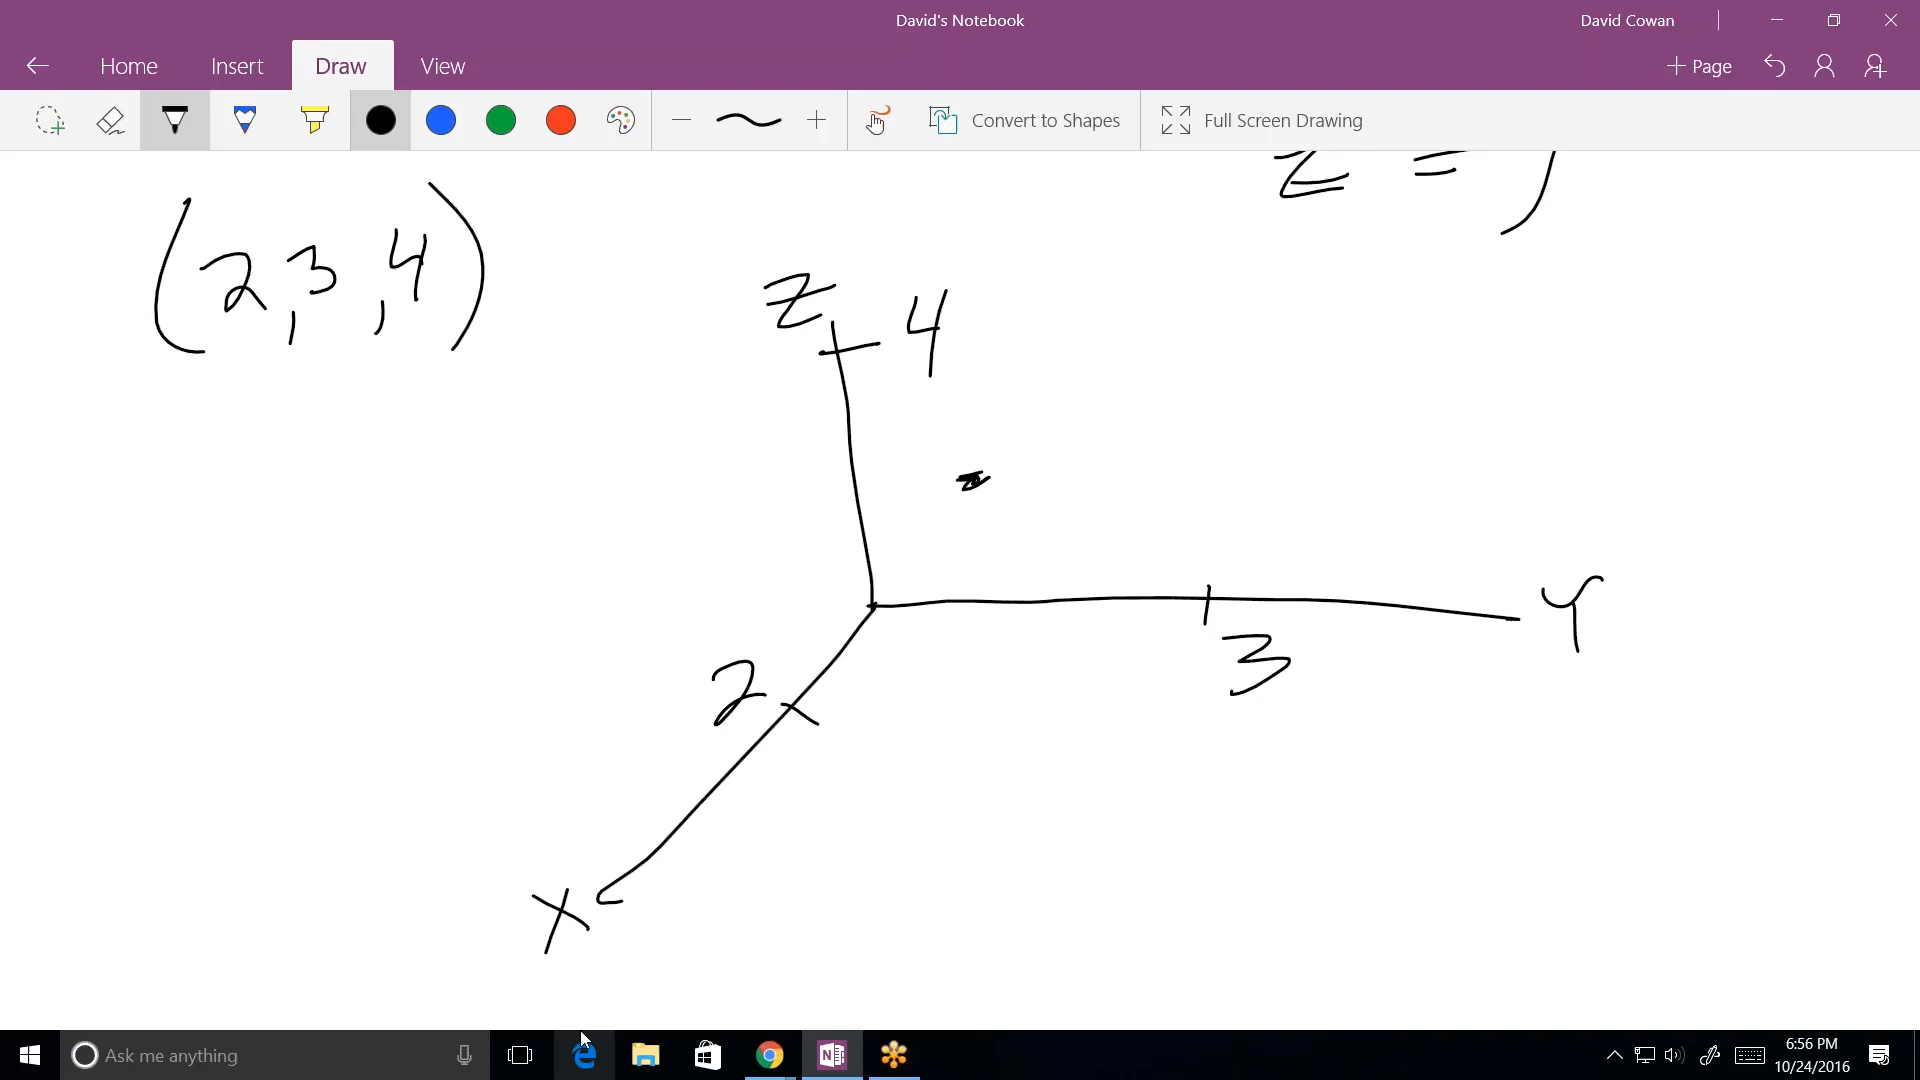 David's Notebook
David Cowan
Home
Insert
Draw
View
Page
Convert to Shapes
Full Screen Drawing
z =
(2,3,4)
Z
4
Y
3
2
X
Ask me anything
N
6:56 PM
10/24/2016